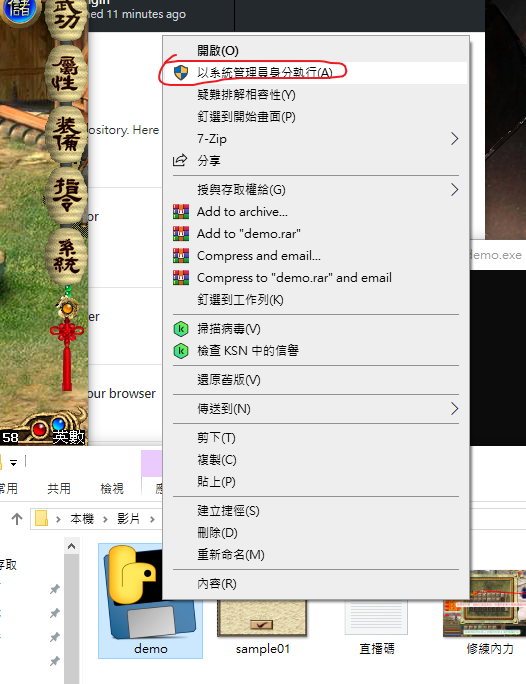 gin
ned 11 minutes ago
儲
武功
屬性
裝備
指令
系統
ository. Here
or
er
our browser
58
英數
開啟(O)
以系統管理員身分執行(A)
疑難排解相容性(Y)
釘選到開始畫面(P)
7-Zip
分享
授與存取權給(G)
Add to archive...
Add to "demo.rar"
Compress and email...
Compress to "demo.rar" and email
釘選到工作列(K)
掃描病毒(V)
檢查 KSN 中的信譽
還原舊版(V)
傳送到(N)
剪下(T)
複製(C)
貼上(P)
建立捷徑(S)
刪除(D)
重新命名(M)
內容(R)
demo.exe
常用
共用
檢視
本機
影片
存取
demo
sample01
直播碼
修練內力